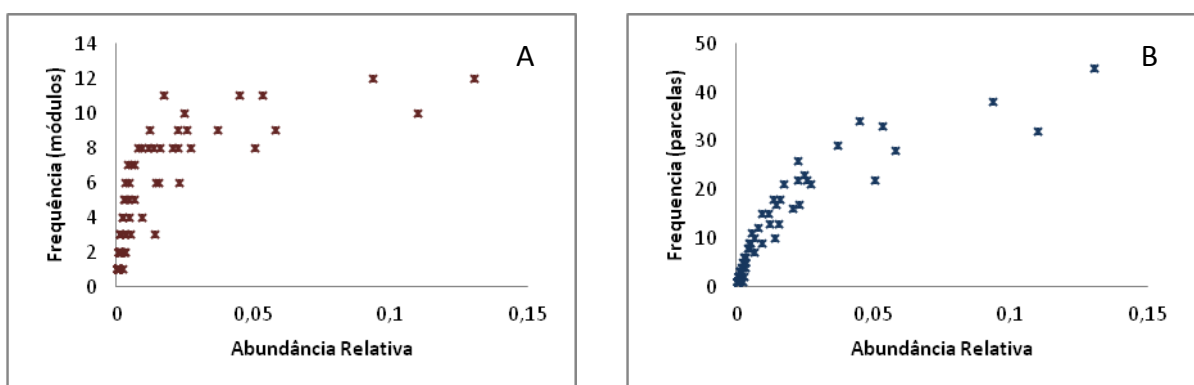 A
Frequência (módulos)
14
12
10
8
6
4
2
0
0 0,05 0,1 0,15
Abundância Relativa
B
Frequencia (parcelas)
50
40
30
20
10
0
0 0,05 0,1 0,15
Abundância Relativa